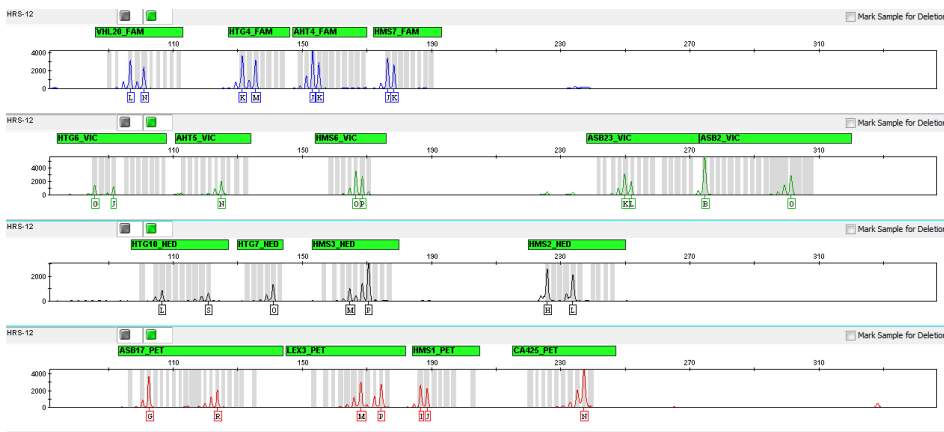 HRS-12 Mark Sample for Deletion
VHL20_FAM HTG4_FAM AHT4_FAM HMS7_FAM
110 150 190 230 270 310
4000
2000
0
L N K M J K J K
HRS-12 Mark Sample for Deletion
HTG6_VIC AHT5_VIC HMS6_VIC ASB23_VIC ASB2_VIC
110 150 190 230 270 310
4000
2000
0
O J N O P K L B O
HRS-12 Mark Sample for Deletion
HTG10_NED HTG7_NED HMS3_NED HMS2_NED
110 150 190 230 270 310
2000
0
L S O M P H L
HRS-12 Mark Sample for Deletion
ASB17_PET LEX3_PET HMS1_PET CA425_PET
110 150 190 230 270 310
4000
2000
0
G R M P I J N